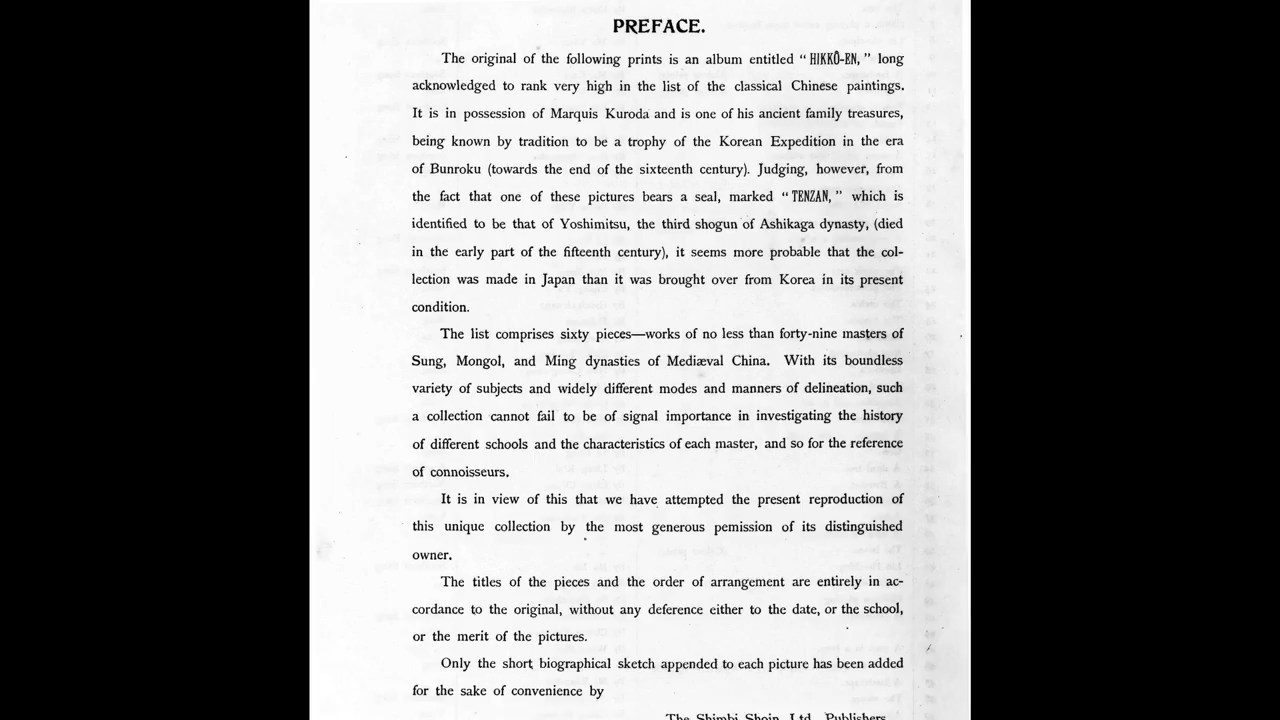 PREFACE.
The original of the following prints is an album entitled “ HIKKÔ-EN, ” long
acknowledged to rank very high in the list of the classical Chinese paintings.
It is in possession of Marquis Kuroda and is one of his ancient family treasures,
being known by tradition to be a trophy of the Korean Expedition in the era
of Bunroku (towards the end of the sixteenth century). Judging, however, from
the fact that one of these pictures bears a seal, marked “ TENZAN, ” which is
identified to be that of Yoshimitsu, the third shogun of Ashikaga dynasty, (died
in the early part of the fifteenth century), it seems more probable that the col-
lection was made in Japan than it was brought over from Korea in its present
condition.
The list comprises sixty pieces—works of no less than forty-nine masters of
Sung, Mongol, and Ming dynasties of Mediæval China. With its boundless
variety of subjects and widely different modes and manners of delineation, such
a collection cannot fail to be of signal importance in investigating the history
of different schools and the characteristics of each master, and so for the reference
of connoisseurs.
It is in view of this that we have attempted the present reproduction of
this unique collection by the most generous pemission of its distinguished
owner.
The titles of the pieces and the order of arrangement are entirely in ac-
cordance to the original, without any deference either to the date, or the school,
or the merit of the pictures.
Only the short biographical sketch appended to each picture has been added
for the sake of convenience by
The Shimbi Shoin, Ltd., Publishers.